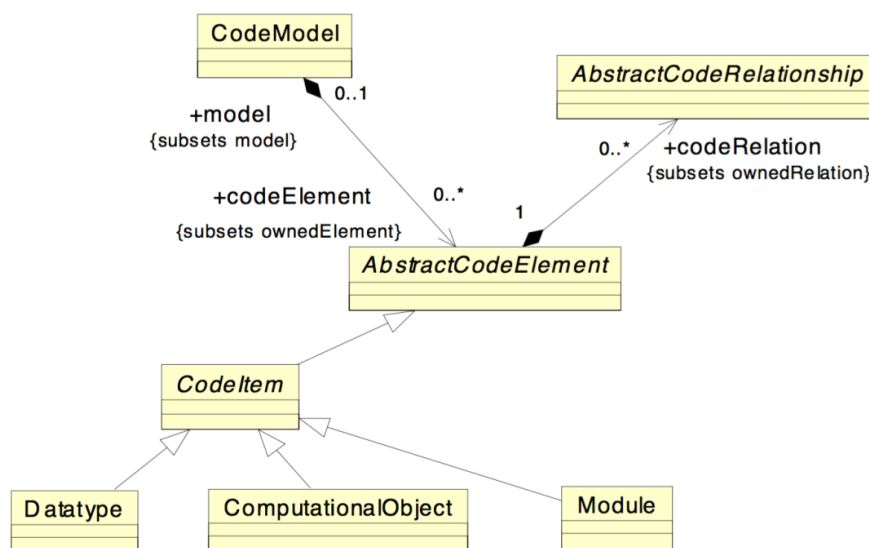 CodeModel
AbstractCodeRelationship
0..1
+model
{subsets model}
0..*
+codeRelation
{subsets ownedRelation}
+codeElement
0..*
1
{subsets ownedElement}
AbstractCodeElement
CodeItem
Datatype
ComputationalObject
Module